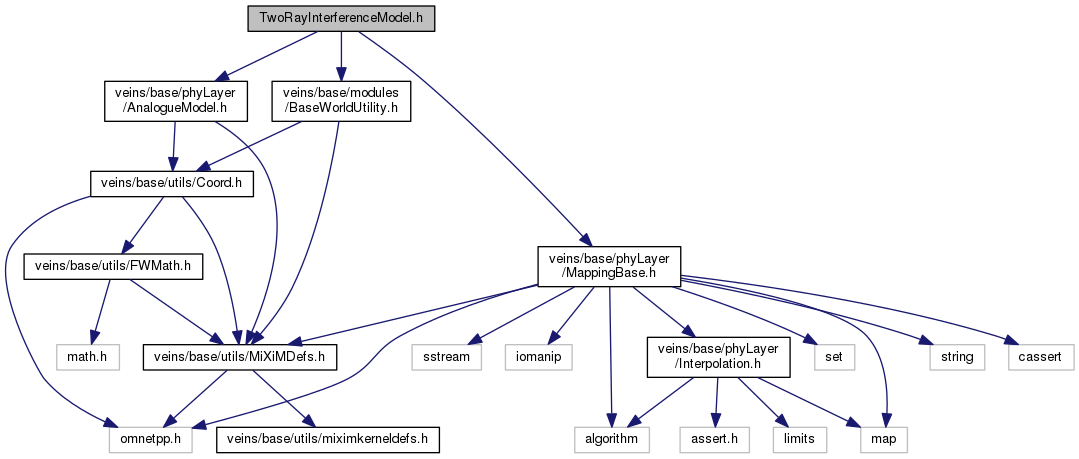 TwoRayInterferenceModel.h
veins/base/phyLayer
/AnalogueModel.h
veins/base/modules
/BaseWorldUtility.h
veins/base/utils/Coord.h
veins/base/utils/FWMath.h
veins/base/phyLayer
/MappingBase.h
math.h
veins/base/utils/MiXiMDefs.h
sstream
iomanip
veins/base/phyLayer
/Interpolation.h
set
string
cassert
omnetpp.h
veins/base/utils/miximkerneldefs.h
algorithm
assert.h
limits
map